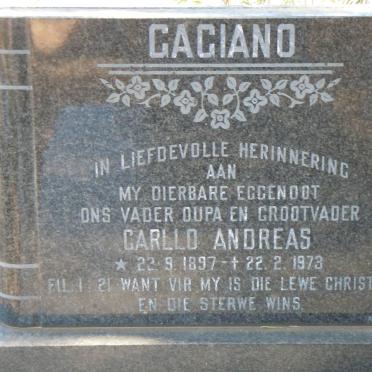 CACIANO
IN LIEFDEVOLLE HERINNERING
AAN
MY DIERBARE EGGENOOT
ONS VADER OUPA EN GROOTVADER
CARLLO ANDREAS
★ 22.9.1897 - ✝ 22.2.1973
FIL. 1: 21 WANT VIR MY IS DIE LEWE CHRIST
EN DIE STERWE WINS.